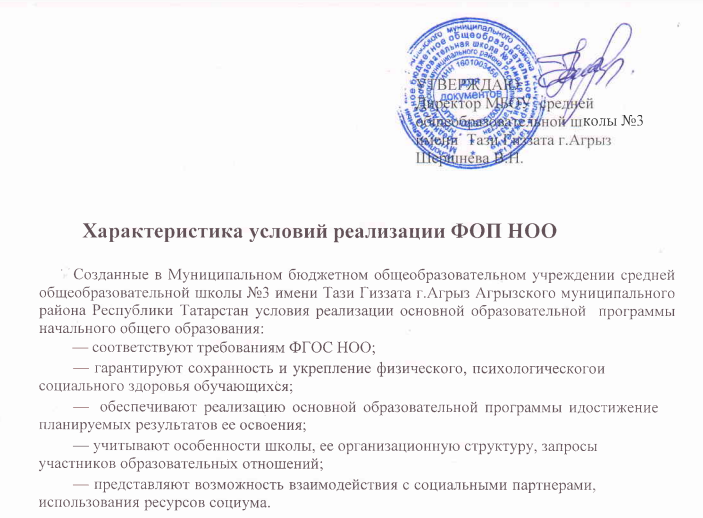 УТВЕРЖДАЮ
Директор МБОУ средней
общеобразовательной школы №3
имени Тази Гиззата г.Агрыз
Шершнева В.Н.
ИНН 1601003456
ДОКУМЕНТОВ
Характеристика условий реализации ФОП НОО
Созданные в Муниципальном бюджетном общеобразовательном учреждении средней
общеобразовательной школы №3 имени Тази Гиззата г.Агрыз Агрызского муниципального
района Республики Татарстан условия реализации основной образовательной программы
начального общего образования:
— соответствуют требованиям ФГОС НОО;
— гарантируют сохранность и укрепление физического, психологическогои
социального здоровья обучающихся;
— обеспечивают реализацию основной образовательной программы идостижение
планируемых результатов ее освоения;
— учитывают особенности школы, ее организационную структуру, запросы
участников образовательных отношений;
— представляют возможность взаимодействия с социальными партнерами,
использования ресурсов социума.